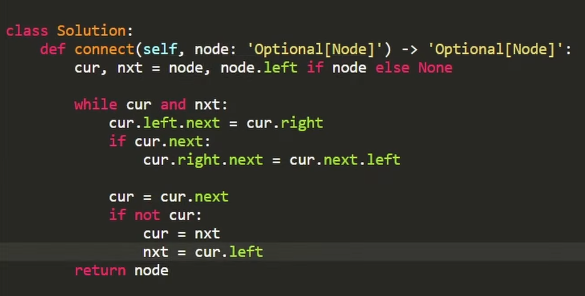 class Solution:
    def connect(self, node: 'Optional[Node]') -> 'Optional[Node]':
        cur, nxt = node, node.left if node else None

        while cur and nxt:
            cur.left.next = cur.right
            if cur.next:
                cur.right.next = cur.next.left

            cur = cur.next
            if not cur:
                cur = nxt
                nxt = cur.left
        return node